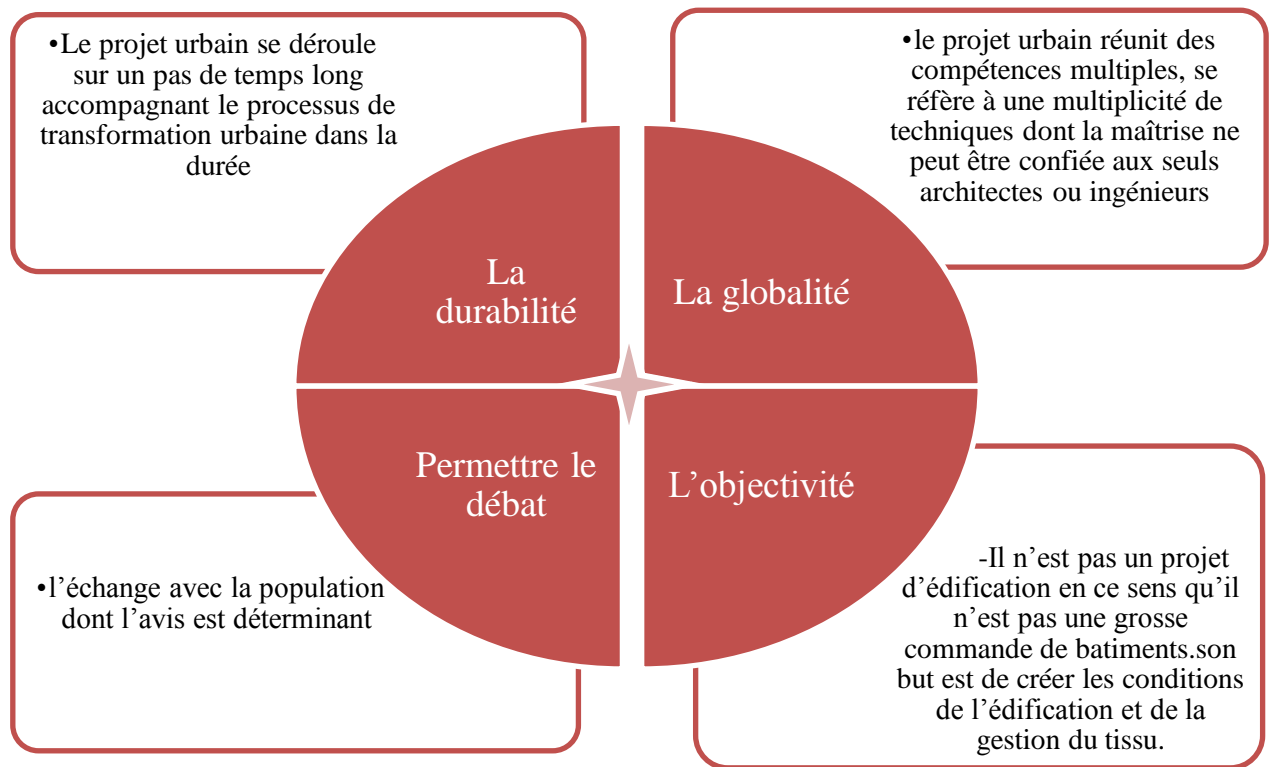 •Le projet urbain se déroule
sur un pas de temps long
accompagnant le processus de
transformation urbaine dans la
durée
•le projet urbain réunit des
compétences multiples, se
réfère à une multiplicité de
techniques dont la maîtrise ne
peut être confiée aux seuls
architectes ou ingénieurs
La
durabilité
La globalité
Permettre le
débat
L’objectivité
•l’échange avec la population
dont l’avis est déterminant
-Il n’est pas un projet
d’édification en ce sens qu’il
n’est pas une grosse
commande de batiments.son
but est de créer les conditions
de l’édification et de la
gestion du tissu.